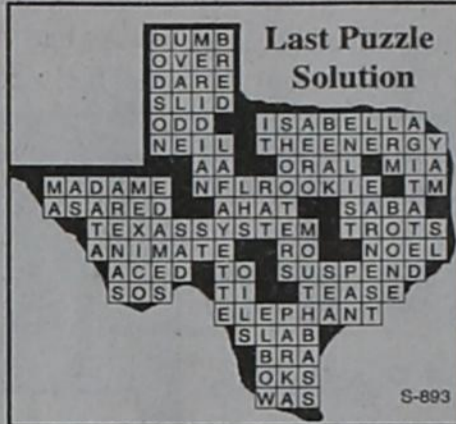 Last Puzzle
Solution
DUMB
OVER
DARE
SLID
ODD ISABELLA
NEIL THEENERGY
AA ORAL MIA
MADAME NFLROOKIE TM
ASARED AHAT SABA
TEXASSYSTEM TROTS
ANIMATE RO NOEL
ACED TO SUSPEND
SOS TI TEASE
ELEPHANT
SLAB
BRA
OKS
WAS
S-893